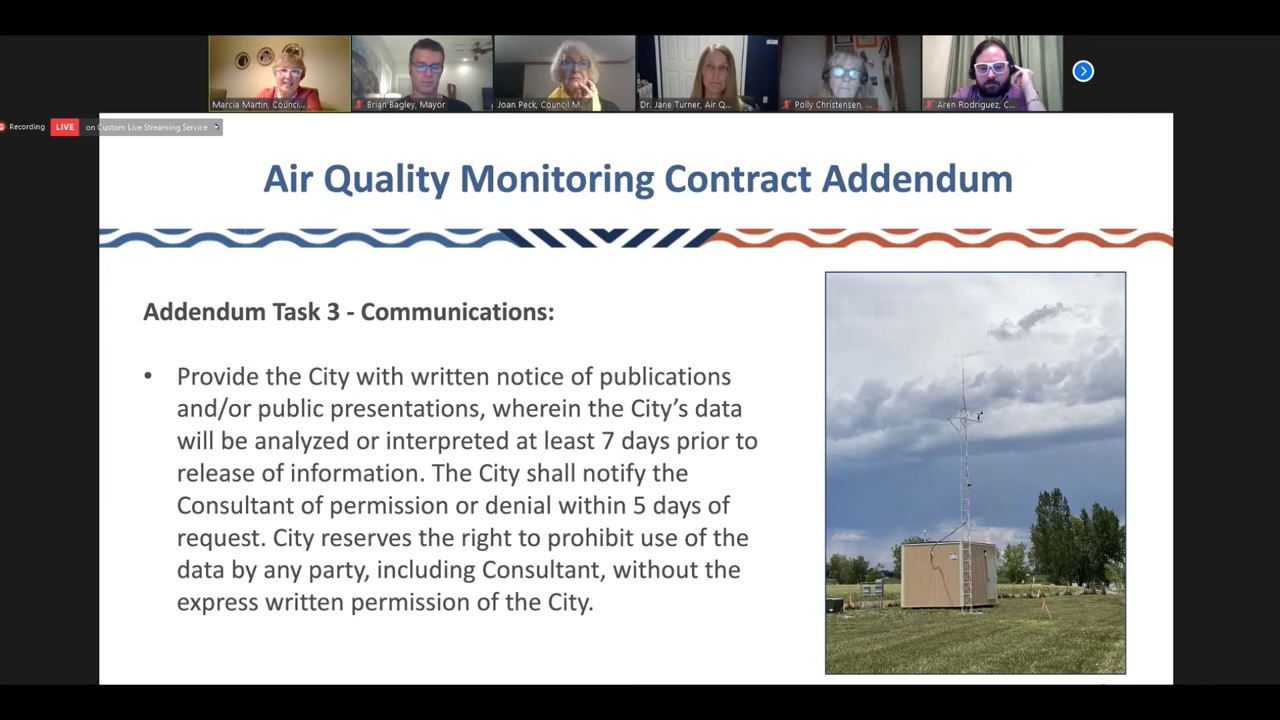 Marcia Martin, Counci...
Brian Bagley, Mayor
Joan Peck, Council M...
Dr. Jane Turner, Air Q...
Polly Christensen, ...
Aren Rodriguez, C...
Recording
LIVE
on Custom Live Streaming Service
Air Quality Monitoring Contract Addendum
Addendum Task 3 - Communications:
• Provide the City with written notice of publications
and/or public presentations, wherein the City’s data
will be analyzed or interpreted at least 7 days prior to
release of information. The City shall notify the
Consultant of permission or denial within 5 days of
request. City reserves the right to prohibit use of the
data by any party, including Consultant, without the
express written permission of the City.